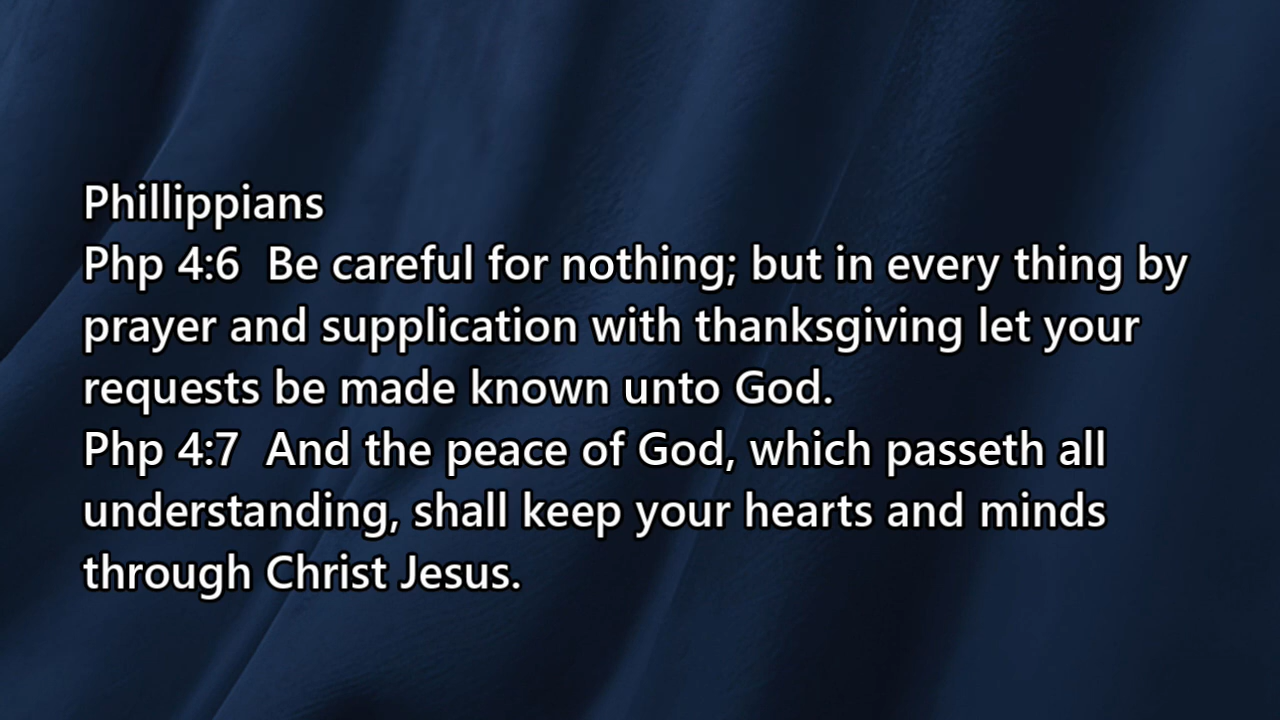 Phillippians
Php 4:6  Be careful for nothing; but in every thing by
prayer and supplication with thanksgiving let your
requests be made known unto God.
Php 4:7  And the peace of God, which passeth all
understanding, shall keep your hearts and minds
through Christ Jesus.